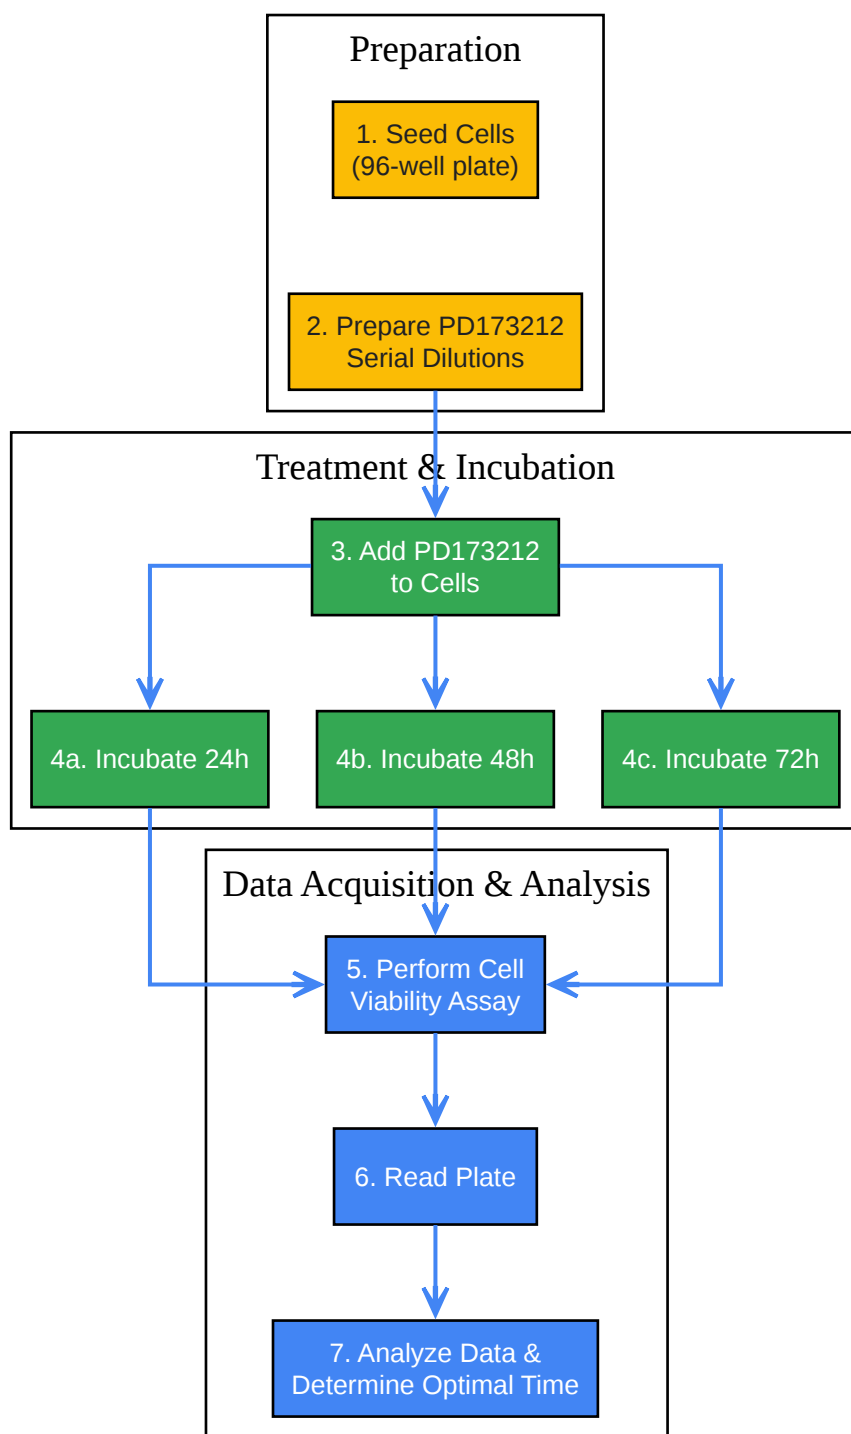 Preparation
1. Seed Cells
(96-well plate)
2. Prepare PD173212
Serial Dilutions
Treatment & Incubation
3. Add PD173212
to Cells
4a. Incubate 24h
4b. Incubate 48h
4c. Incubate 72h
Data Acquisition & Analysis
5. Perform Cell
Viability Assay
6. Read Plate
7. Analyze Data &
Determine Optimal Time